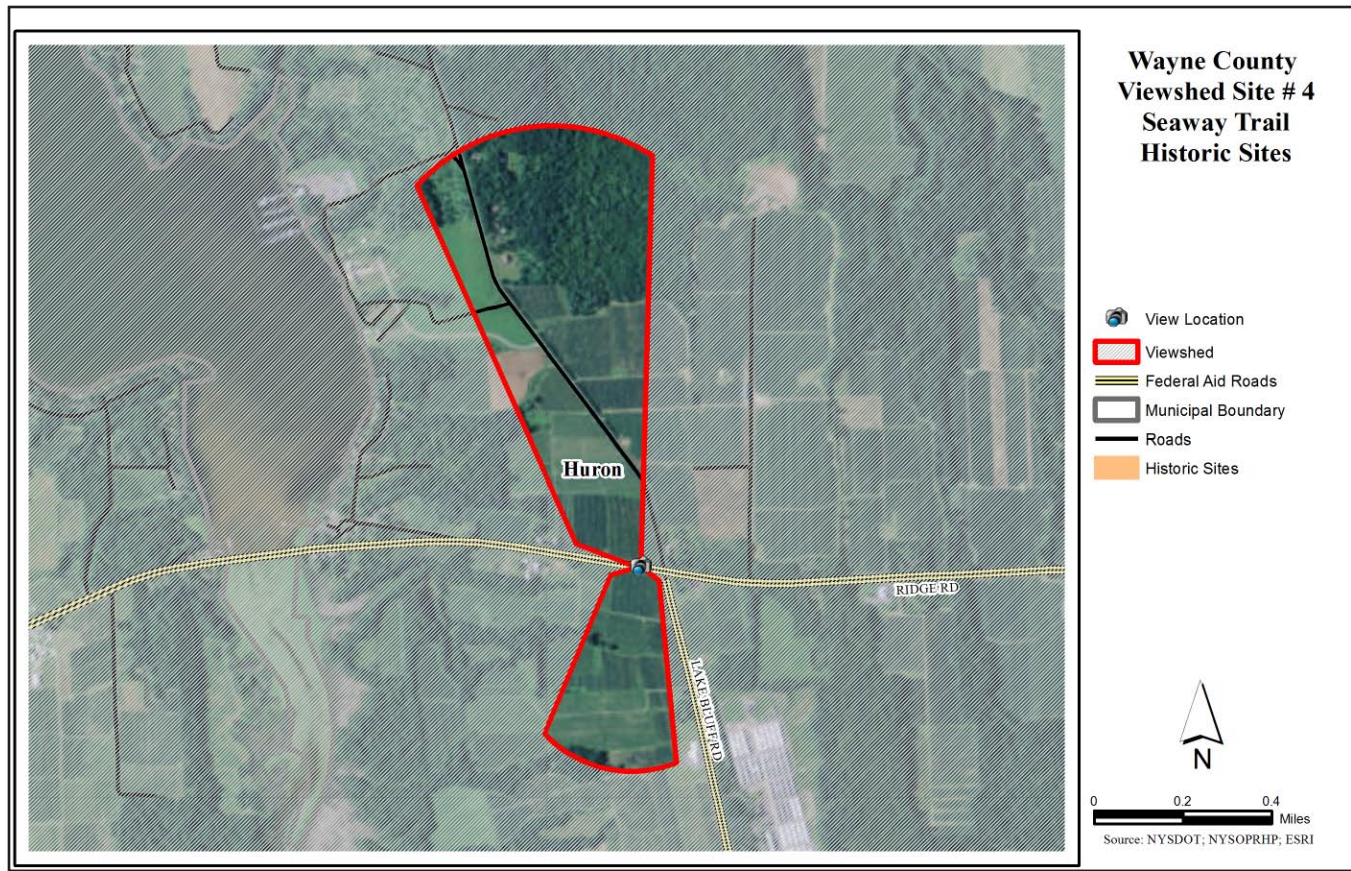 Wayne County
Viewshed Site # 4
Seaway Trail
Historic Sites
View Location
Viewshed
Federal Aid Roads
Municipal Boundary
Roads
Historic Sites
Huron
RIDGE RD
LAKE BLUFF RD
N
0 0.2 0.4
Miles
Source: NYSDOT; NYSOPRHP; ESRI